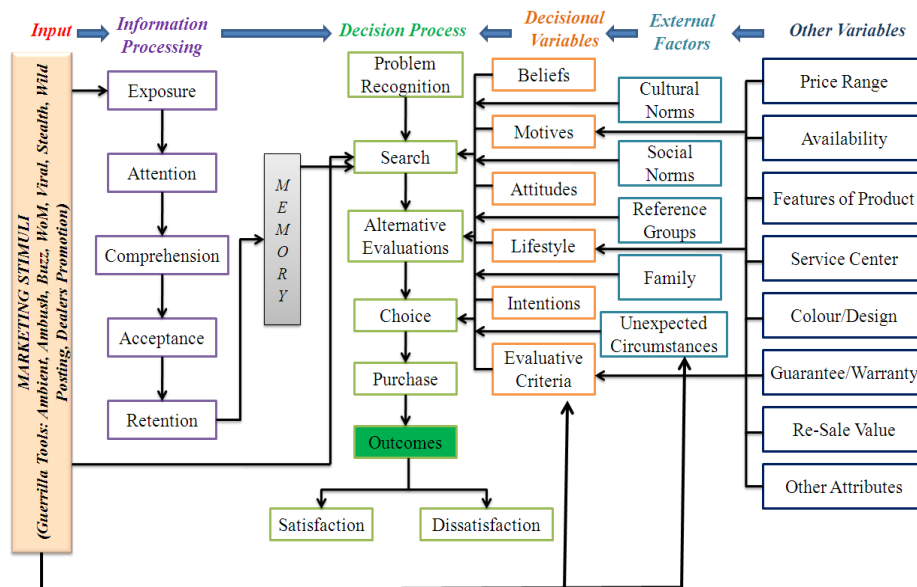 Input
Information
Processing
Decision Process
Decisional
Variables
External
Factors
Other Variables
MARKETING STIMULI
(Guerrilla Tools: Ambient, Ambush, Buzz, WoM, Viral, Stealth, Wild
Posting, Dealers Promotion)
Exposure
Attention
Comprehension
Acceptance
Retention
MEMORY
Problem
Recognition
Search
Alternative
Evaluations
Choice
Purchase
Outcomes
Satisfaction
Dissatisfaction
Beliefs
Motives
Attitudes
Lifestyle
Intentions
Evaluative
Criteria
Cultural
Norms
Social
Norms
Reference
Groups
Family
Unexpected
Circumstances
Price Range
Availability
Features of Product
Service Center
Colour/Design
Guarantee/Warranty
Re-Sale Value
Other Attributes